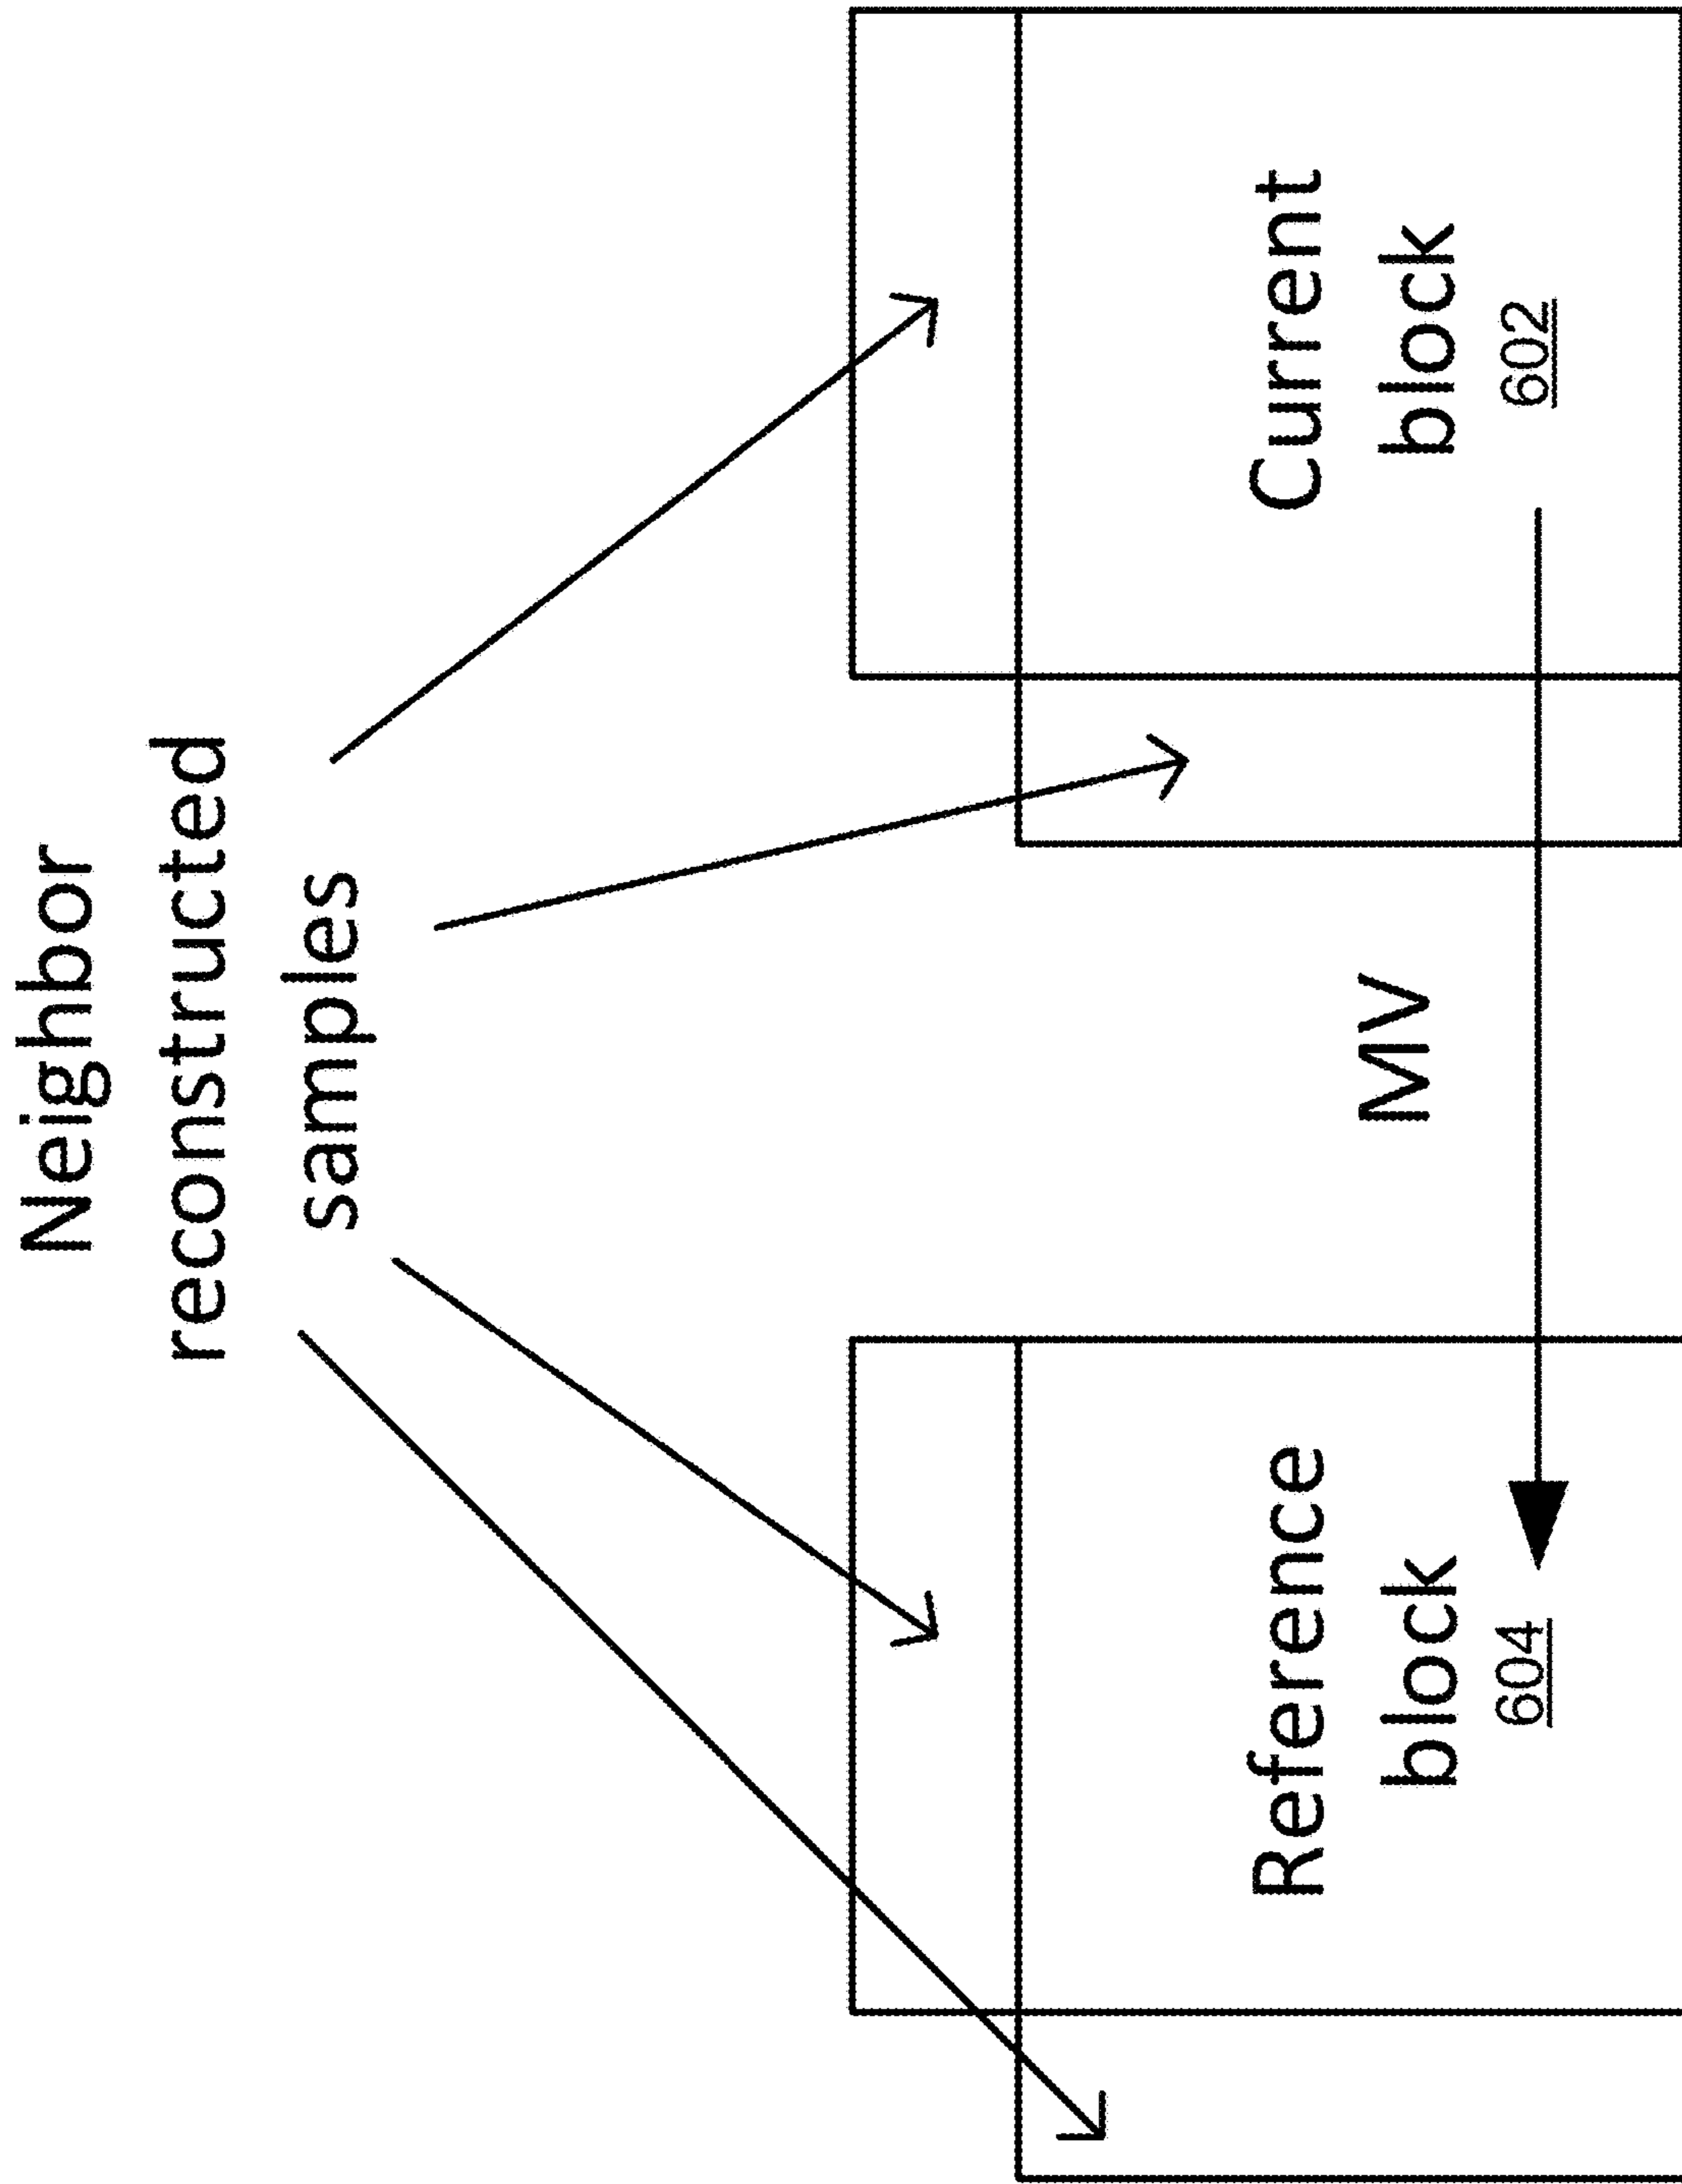 Neighbor
reconstructed
samples
Reference
block
604
MV
Current
block
602